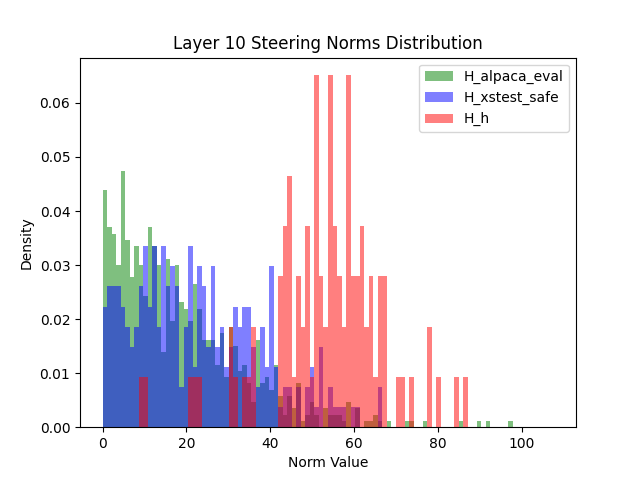 Layer 10 Steering Norms Distribution
H_alpaca_eval
H_xstest_safe
H_h
0.06
0.05
0.04
0.03
0.02
0.01
0.00
Density
0 20 40 60 80 100
Norm Value